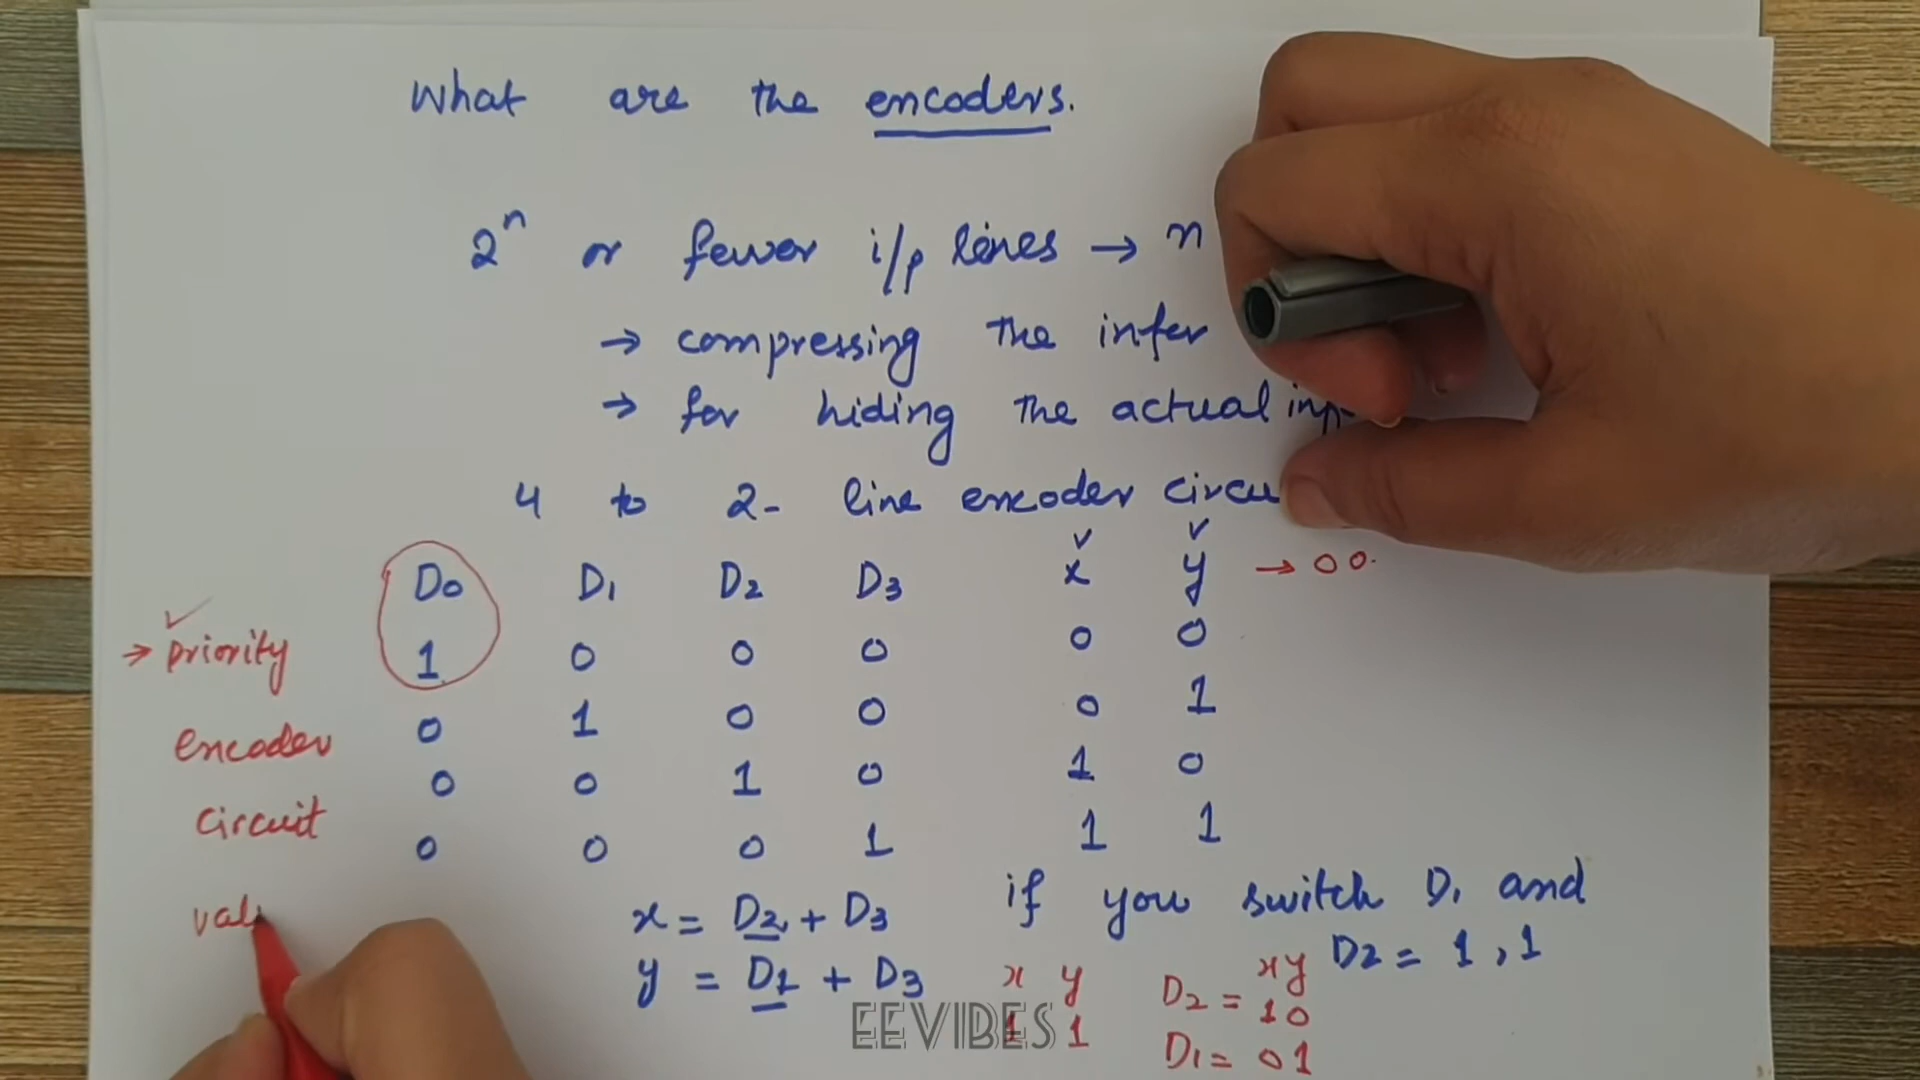 What are the encoders.
2ⁿ or fewer i/p lines → n
→ compressing the infor
→ for hiding the actual inf
4 to 2- line encoder circu
D0 D1 D2 D3 x y → 00.
→ priority 1 0 0 0 0 0
0 1 0 0 0 1
encoder
0 0 1 0 1 0
circuit
0 0 0 1 1 1
x = D2 + D3
if you switch D1 and
D2 = 1 , 1
y = D1 + D3
x y
1 1
xy
D2 = 10
D1 = 01
vali
EEVIBES